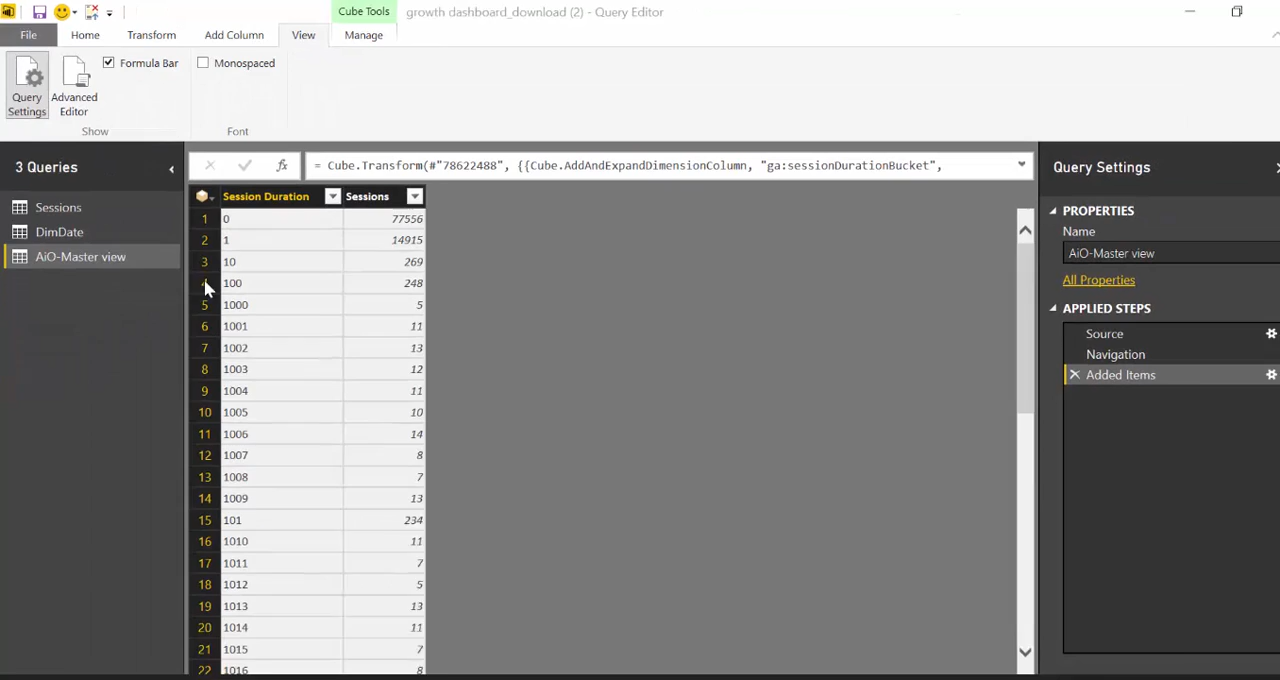 Cube Tools
growth dashboard_download (2) - Query Editor
File
Home
Transform
Add Column
View
Manage
Query Settings
Advanced Editor
Formula Bar
Monospaced
Show
Font
3 Queries
Sessions
DimDate
AiO-Master view
fx
= Cube.Transform(#"78622488", {{Cube.AddAndExpandDimensionColumn, "ga:sessionDurationBucket",
Session Duration Sessions
1 0 77556
2 1 14915
3 10 269
4 100 248
5 1000 5
6 1001 11
7 1002 13
8 1003 12
9 1004 11
10 1005 10
11 1006 14
12 1007 8
13 1008 7
14 1009 13
15 101 234
16 1010 11
17 1011 7
18 1012 5
19 1013 13
20 1014 11
21 1015 7
22 1016 8
Query Settings
PROPERTIES
Name
AiO-Master view
All Properties
APPLIED STEPS
Source
Navigation
Added Items